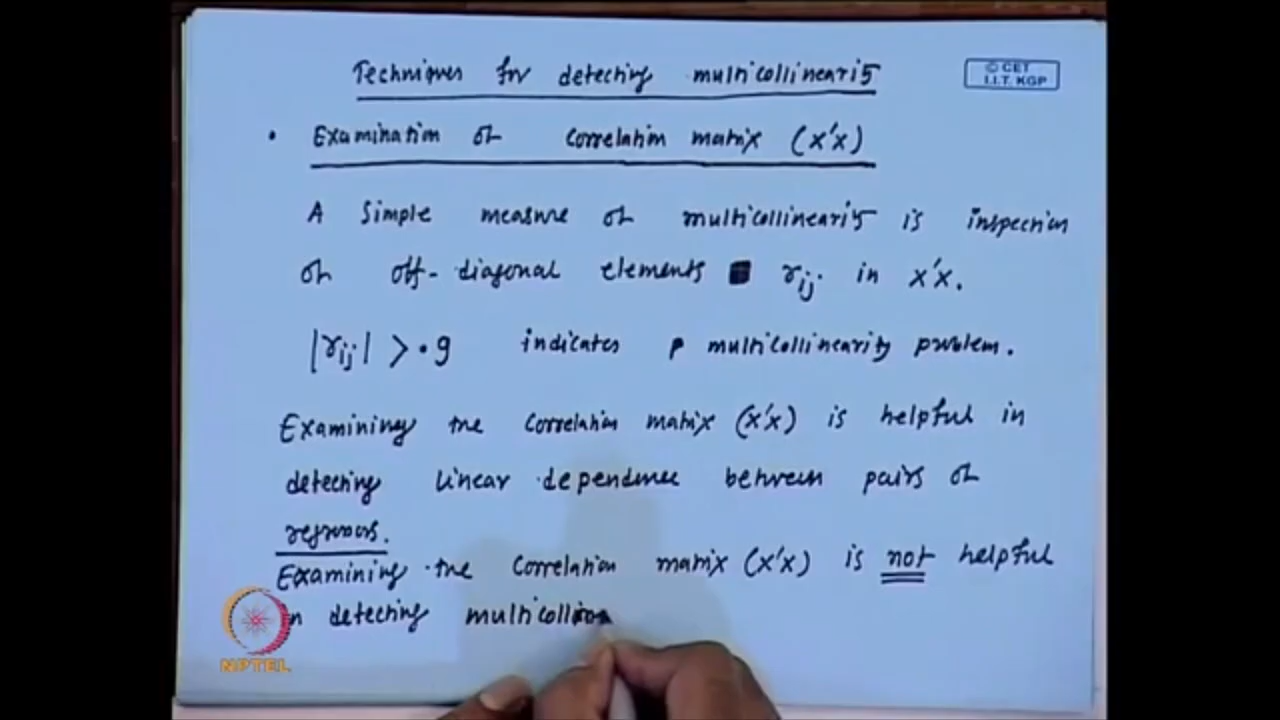 Techniques for detecting multicollinearity
© CET
I.I.T. KGP
• Examination of correlation matrix (x'x)
A simple measure of multicollinearity is inspection
of off-diagonal elements rij in x'x.
|rij| > .9 indicates multicollinearity problem.
Examining the correlation matrix (x'x) is helpful in
detecting linear dependence between pairs of
regressors.
Examining the correlation matrix (x'x) is not helpful
in detecting multicollin
NPTEL